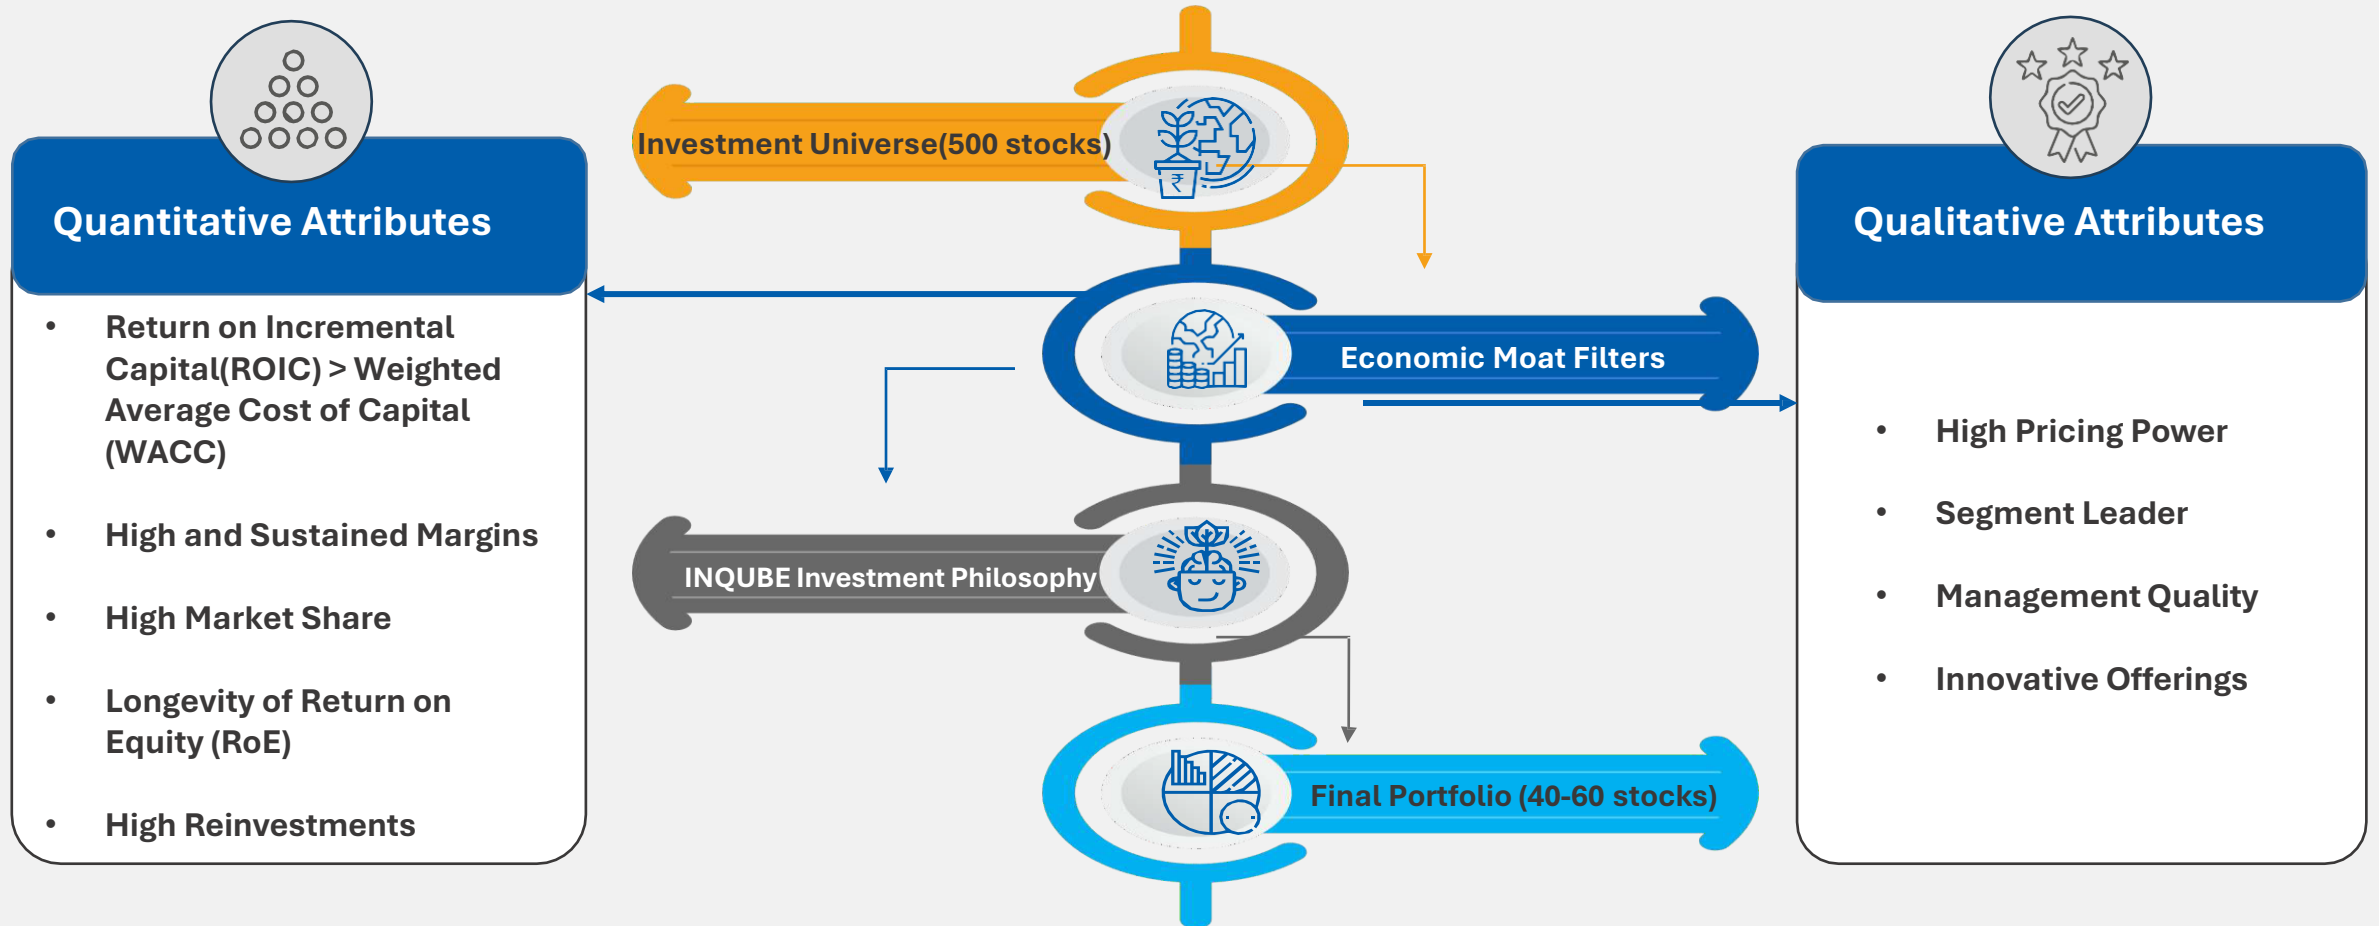 Quantitative Attributes
• Return on Incremental
Capital(ROIC) > Weighted
Average Cost of Capital
(WACC)
• High and Sustained Margins
• High Market Share
• Longevity of Return on
Equity (RoE)
• High Reinvestments
Investment Universe(500 stocks)
₹
Economic Moat Filters
INQUBE Investment Philosophy
Final Portfolio (40-60 stocks)
Qualitative Attributes
• High Pricing Power
• Segment Leader
• Management Quality
• Innovative Offerings